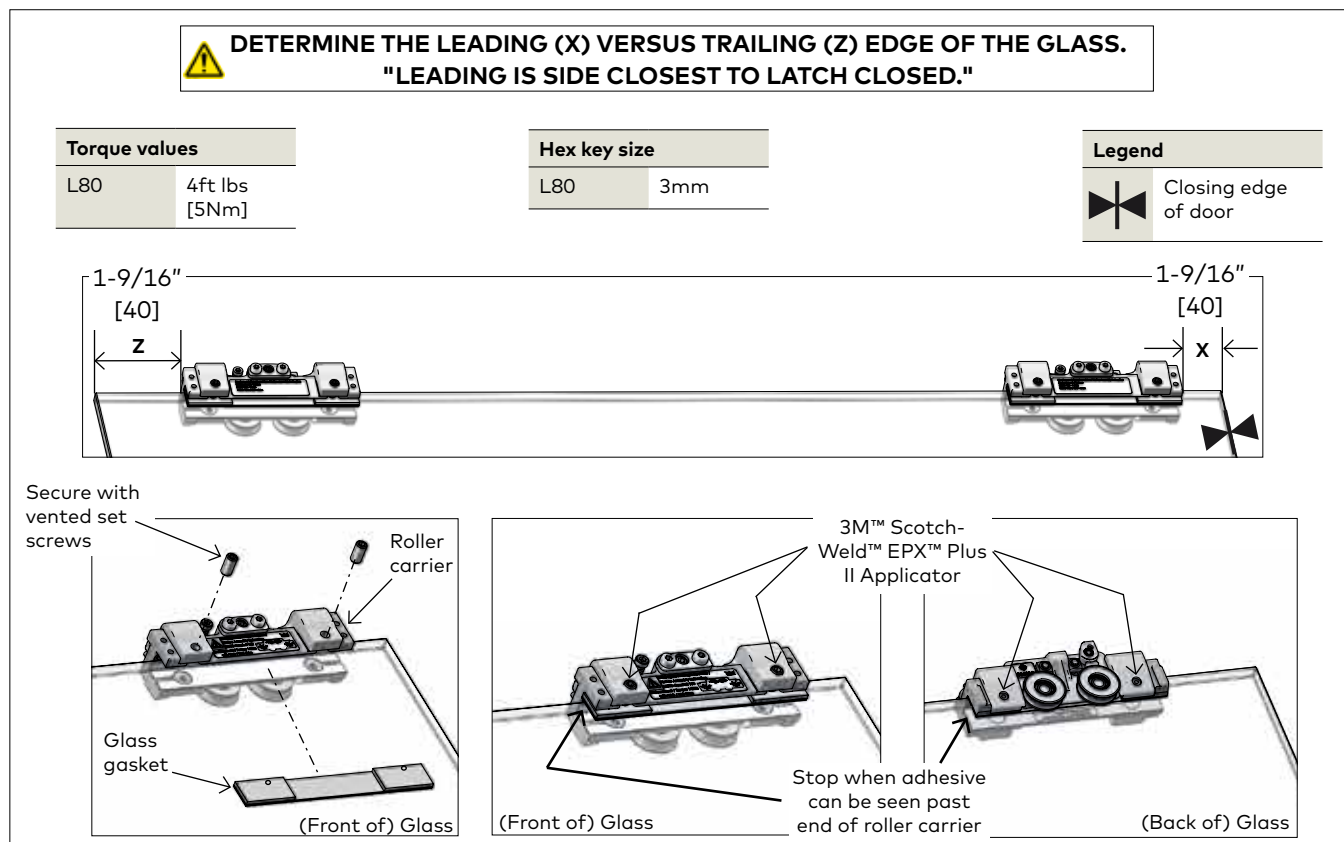 DETERMINE THE LEADING (X) VERSUS TRAILING (Z) EDGE OF THE GLASS.
"LEADING IS SIDE CLOSEST TO LATCH CLOSED."
Torque values
L80 4ft lbs
[5Nm]
Hex key size
L80 3mm
Legend
Closing edge
of door
1-9/16"
[40]
Z
1-9/16"
[40]
X
Secure with
vented set
screws
Roller
carrier
Glass
gasket
(Front of) Glass
3M™ Scotch-
Weld™ EPX™ Plus
II Applicator
Stop when adhesive
can be seen past
end of roller carrier
(Front of) Glass
(Back of) Glass